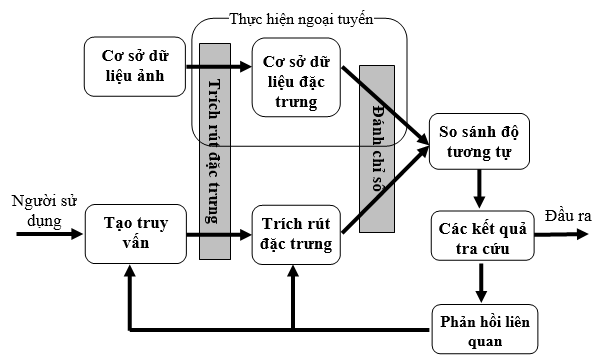 Thực hiện ngoại tuyến
Cơ sở dữ
liệu ảnh
Trích rút đặc trưng
Cơ sở dữ
liệu đặc
trưng
Đánh chỉ số
So sánh độ
tương tự
Người sử
dụng
Tạo truy
vấn
Trích rút
đặc trưng
Các kết quả
tra cứu
Đầu ra
Phản hồi liên
quan